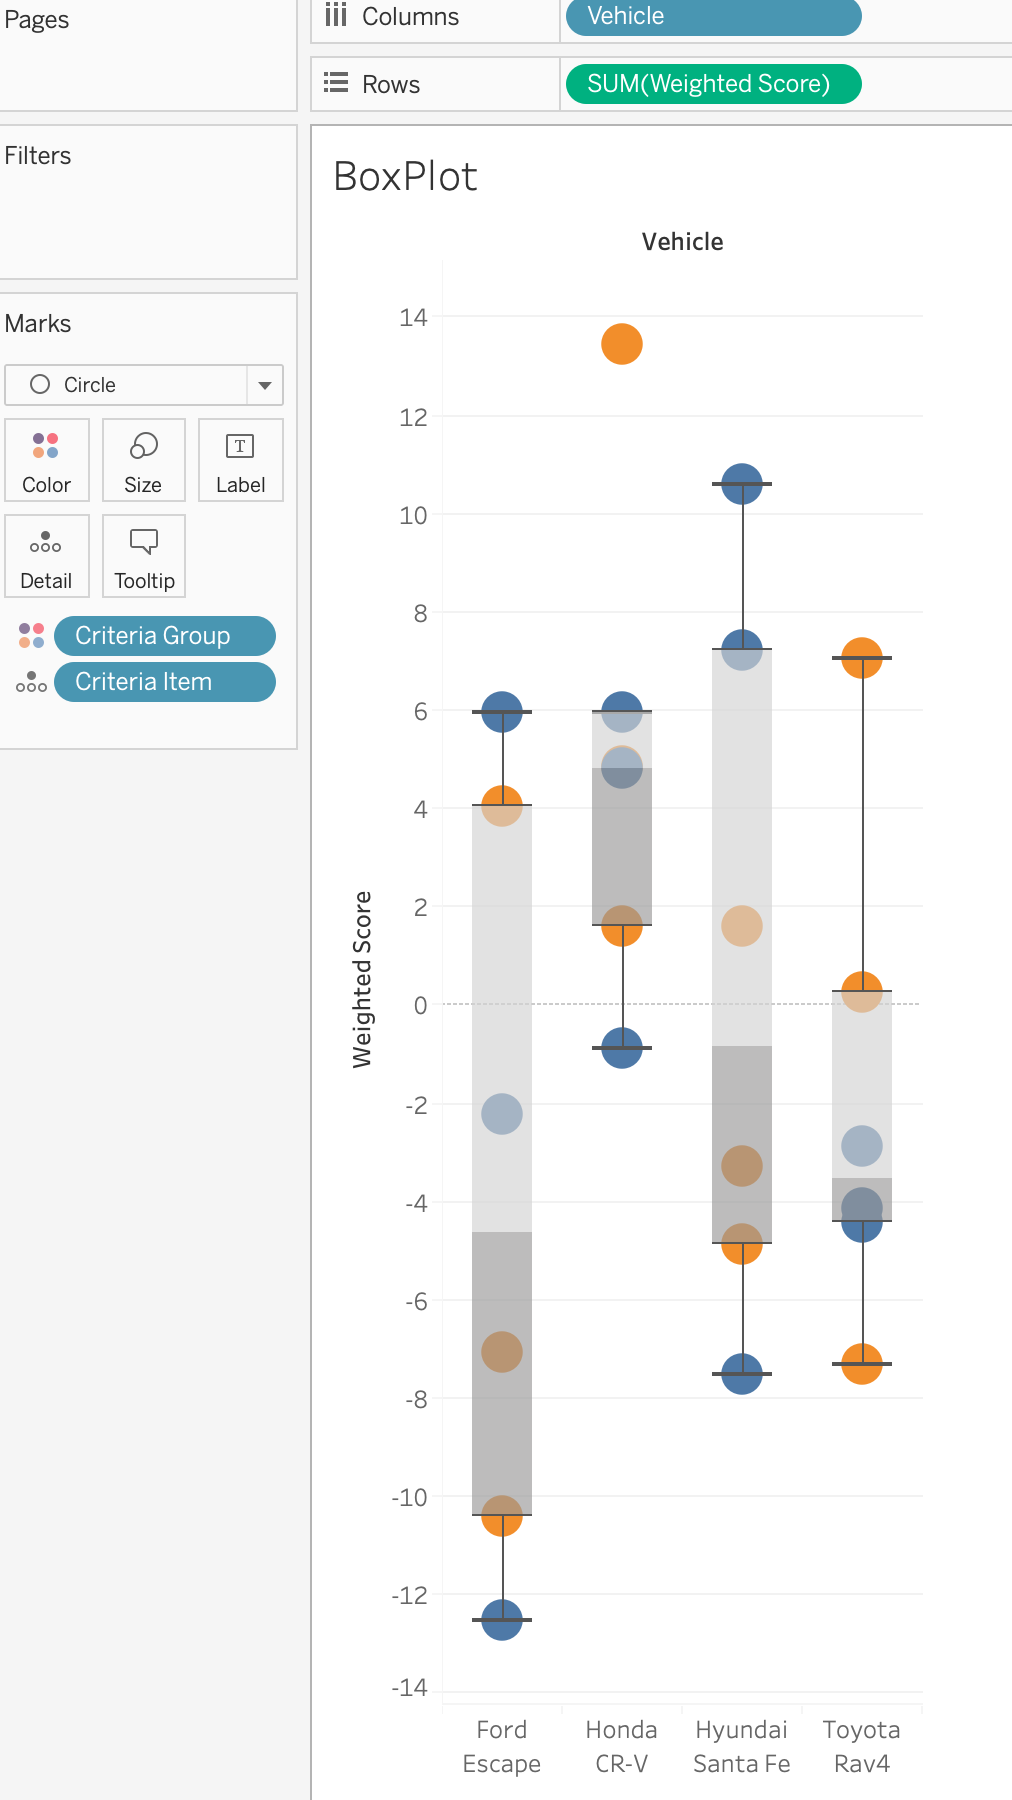 Pages
Columns
Vehicle
Rows
SUM(Weighted Score)
Filters
Marks
Circle
Color
Size
T
Label
Detail
Tooltip
Criteria Group
Criteria Item
BoxPlot
Vehicle
Weighted Score
14
12
10
8
6
4
2
0
-2
-4
-6
-8
-10
-12
-14
Ford
Escape
Honda
CR-V
Hyundai
Santa Fe
Toyota
Rav4